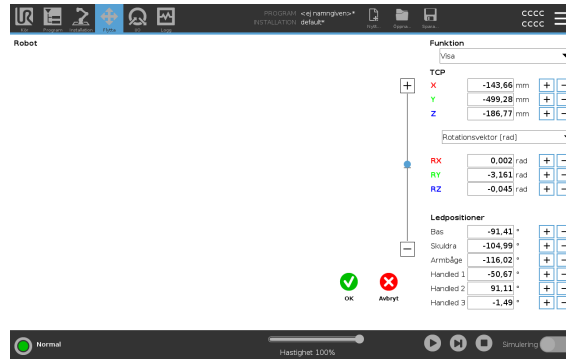 UR
Kör Program Installation Flytta I/O Logg
PROGRAM <ej namngiven>*
INSTALLATION default*
Nytt... Öppna... Spara...
CCCC
CCCC
Robot
Funktion
Visa
TCP
X -143,66 mm + −
Y -499,28 mm + −
Z -186,77 mm + −
Rotationsvektor [rad]
RX 0,002 rad + −
RY -3,161 rad + −
RZ -0,045 rad + −
Ledpositioner
Bas -91,41 ° + −
Skuldra -104,99 ° + −
Armbåge -116,02 ° + −
Handled 1 -50,67 ° + −
Handled 2 91,11 ° + −
Handled 3 -1,49 ° + −
OK Avbryt
Normal
Hastighet 100%
Simulering